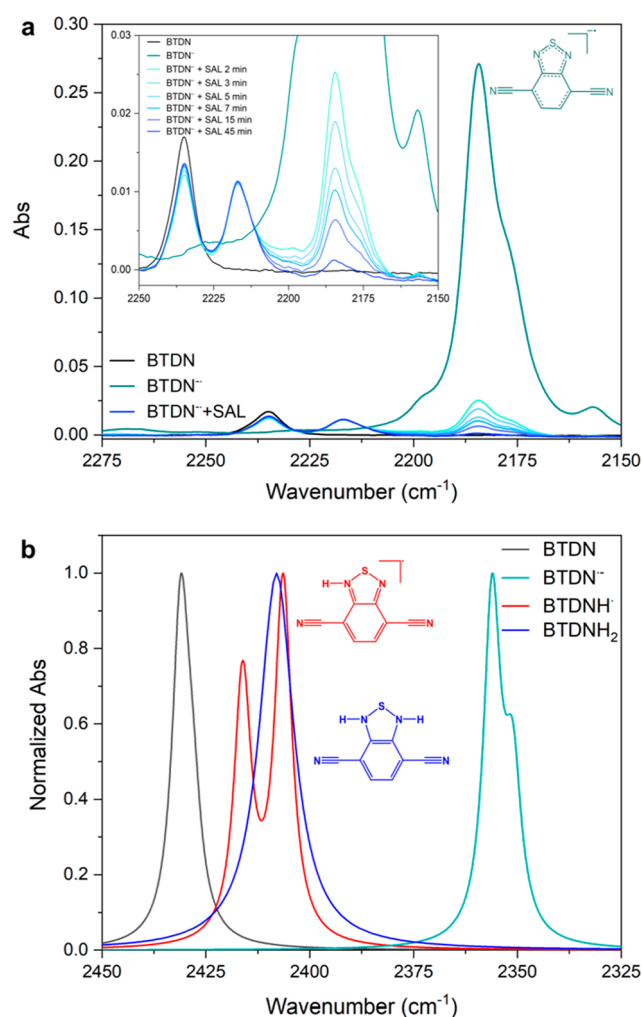 a
Abs
0.30
0.25
0.20
0.15
0.10
0.05
0.00
0.03
0.02
0.01
0.00
BTDN
BTDN⁻
BTDN⁻ + SAL 2 min
BTDN⁻ + SAL 3 min
BTDN⁻ + SAL 5 min
BTDN⁻ + SAL 7 min
BTDN⁻ + SAL 15 min
BTDN⁻ + SAL 45 min
2250 2225 2200 2175 2150
N S N
N≡C C≡N
BTDN
BTDN·⁻
BTDN·⁻+SAL
2275 2250 2225 2200 2175 2150
Wavenumber (cm⁻¹)
b
Normalized Abs
1.0
0.8
0.6
0.4
0.2
0.0
BTDN
BTDN·⁻
BTDNH·
BTDNH₂
H-N S N
N≡C C≡N
S
H-N N-H
N≡C C≡N
2450 2425 2400 2375 2350 2325
Wavenumber (cm⁻¹)